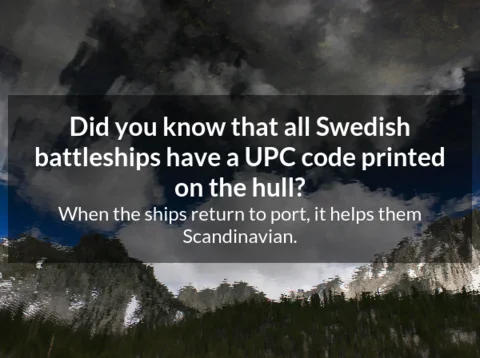 Did you know that all Swedish
battleships have a UPC code printed
on the hull?
When the ships return to port, it helps them
Scandinavian.